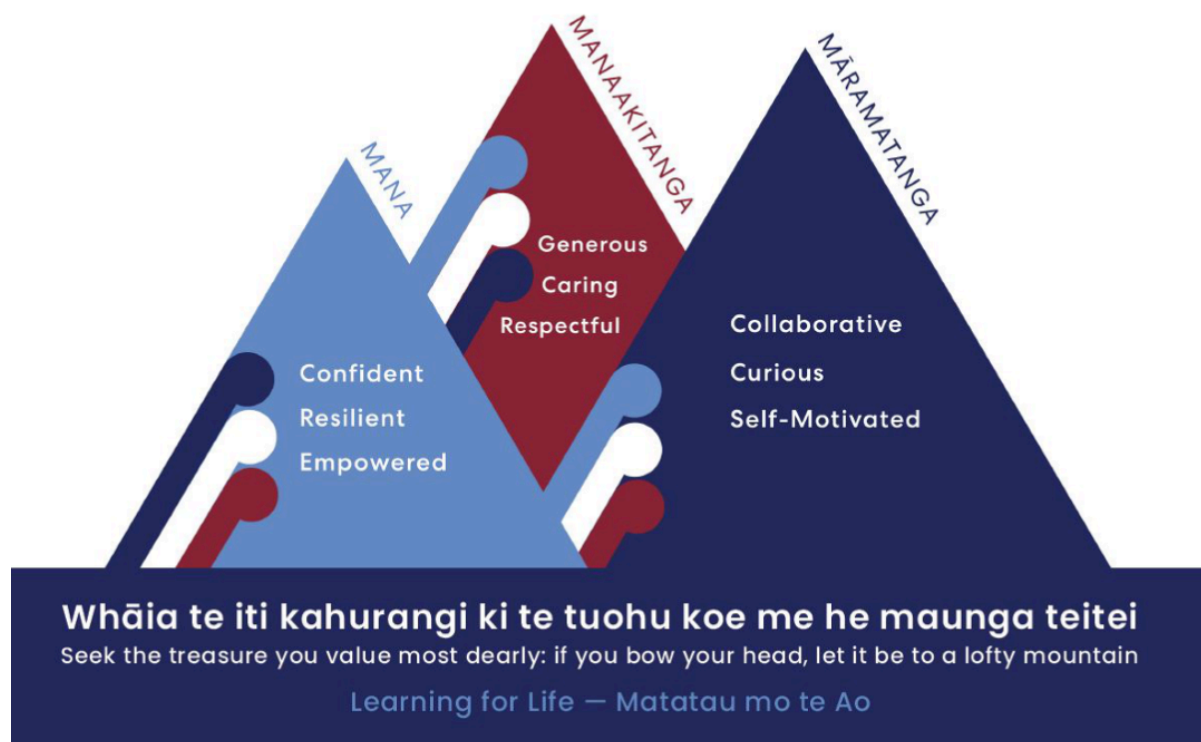 MANA
Confident
Resilient
Empowered
MANAAKITANGA
Generous
Caring
Respectful
MĀRAMATANGA
Collaborative
Curious
Self-Motivated
Whāia te iti kahurangi ki te tuohu koe me he maunga teitei
Seek the treasure you value most dearly: if you bow your head, let it be to a lofty mountain
Learning for Life — Matatau mo te Ao